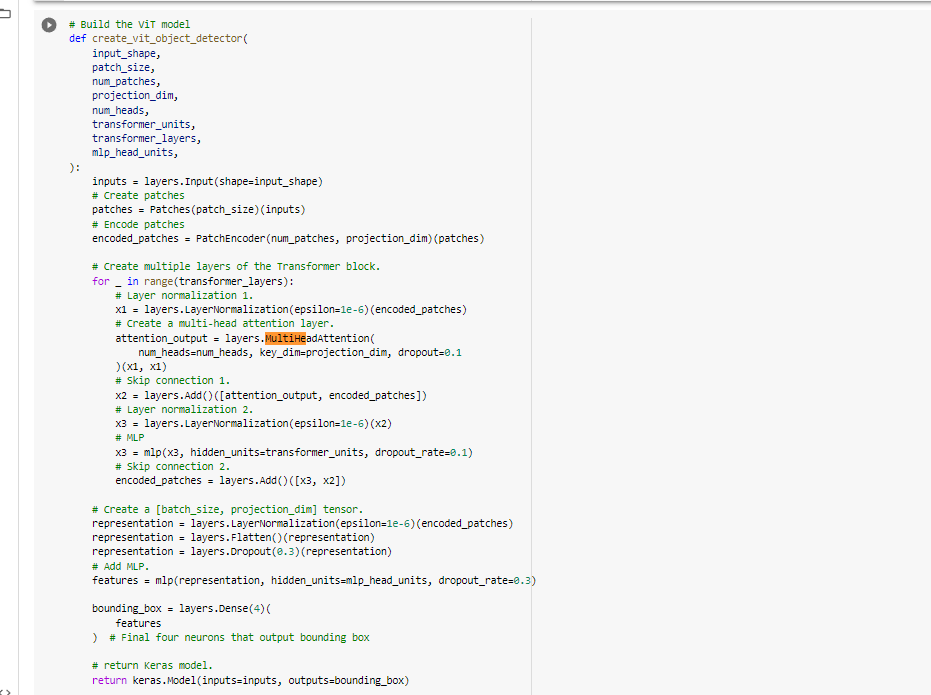 # Build the ViT model
def create_vit_object_detector(
    input_shape,
    patch_size,
    num_patches,
    projection_dim,
    num_heads,
    transformer_units,
    transformer_layers,
    mlp_head_units,
):
    inputs = layers.Input(shape=input_shape)
    # Create patches
    patches = Patches(patch_size)(inputs)
    # Encode patches
    encoded_patches = PatchEncoder(num_patches, projection_dim)(patches)

    # Create multiple layers of the Transformer block.
    for _ in range(transformer_layers):
        # Layer normalization 1.
        x1 = layers.LayerNormalization(epsilon=1e-6)(encoded_patches)
        # Create a multi-head attention layer.
        attention_output = layers.MultiHeadAttention(
            num_heads=num_heads, key_dim=projection_dim, dropout=0.1
        )(x1, x1)
        # Skip connection 1.
        x2 = layers.Add()([attention_output, encoded_patches])
        # Layer normalization 2.
        x3 = layers.LayerNormalization(epsilon=1e-6)(x2)
        # MLP
        x3 = mlp(x3, hidden_units=transformer_units, dropout_rate=0.1)
        # Skip connection 2.
        encoded_patches = layers.Add()([x3, x2])

    # Create a [batch_size, projection_dim] tensor.
    representation = layers.LayerNormalization(epsilon=1e-6)(encoded_patches)
    representation = layers.Flatten()(representation)
    representation = layers.Dropout(0.3)(representation)
    # Add MLP.
    features = mlp(representation, hidden_units=mlp_head_units, dropout_rate=0.3)

    bounding_box = layers.Dense(4)(
        features
    )  # Final four neurons that output bounding box

    # return Keras model.
    return keras.Model(inputs=inputs, outputs=bounding_box)